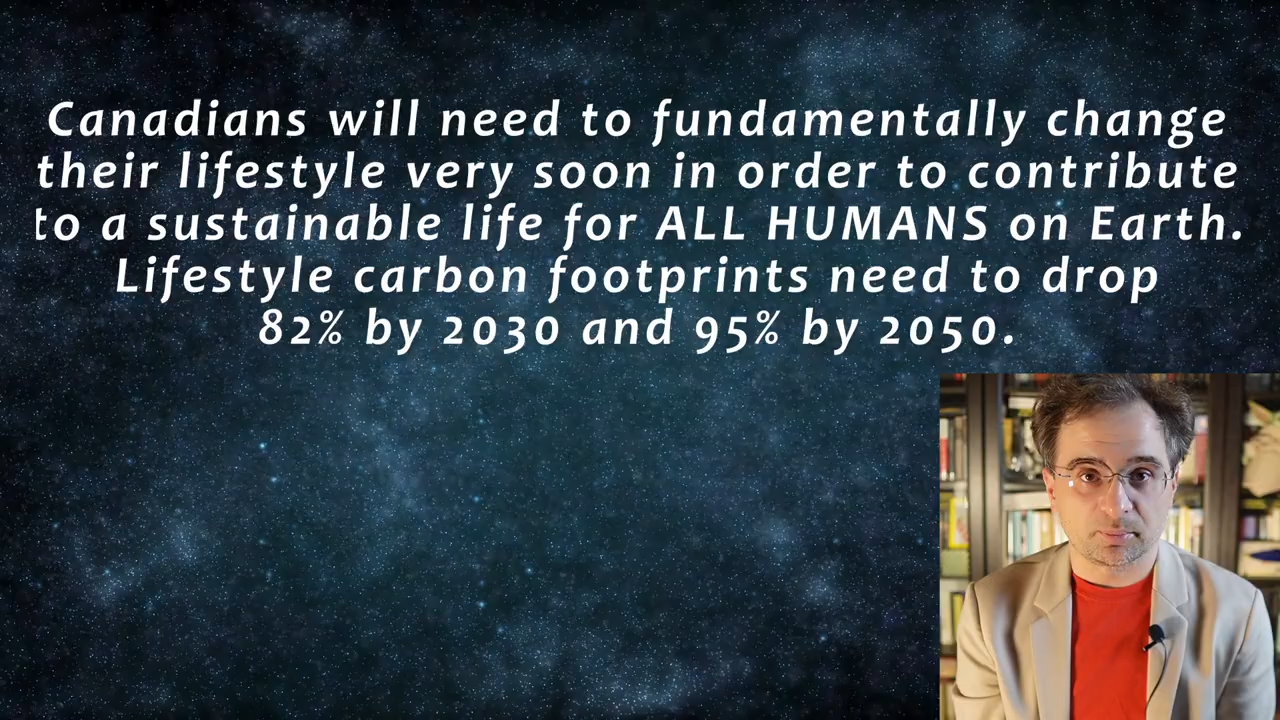 Canadians will need to fundamentally change
their lifestyle very soon in order to contribute
to a sustainable life for ALL HUMANS on Earth.
Lifestyle carbon footprints need to drop
82% by 2030 and 95% by 2050.